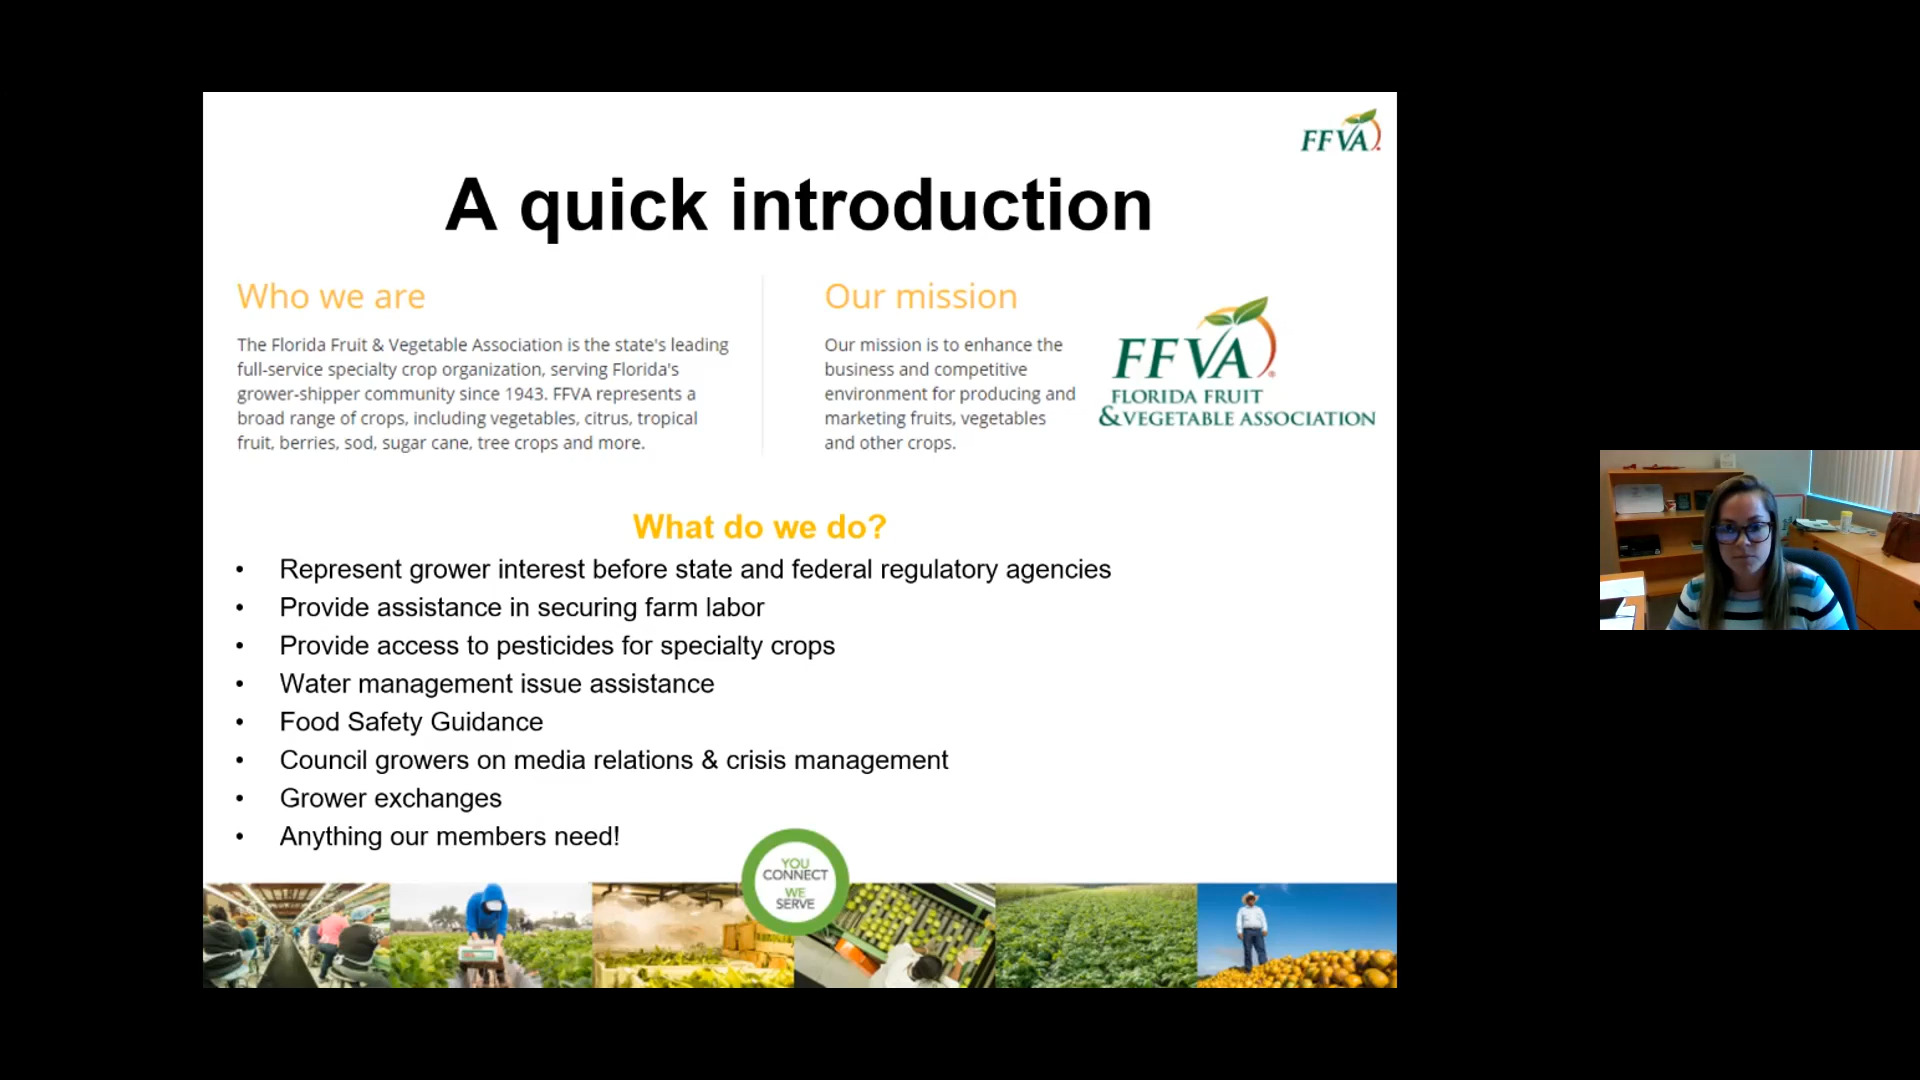 FFVA
A quick introduction
Who we are
The Florida Fruit & Vegetable Association is the state's leading
full-service specialty crop organization, serving Florida's
grower-shipper community since 1943. FFVA represents a
broad range of crops, including vegetables, citrus, tropical
fruit, berries, sod, sugar cane, tree crops and more.
Our mission
Our mission is to enhance the
business and competitive
environment for producing and
marketing fruits, vegetables
and other crops.
FFVA®
FLORIDA FRUIT
& VEGETABLE ASSOCIATION
What do we do?
• Represent grower interest before state and federal regulatory agencies
• Provide assistance in securing farm labor
• Provide access to pesticides for specialty crops
• Water management issue assistance
• Food Safety Guidance
• Council growers on media relations & crisis management
• Grower exchanges
• Anything our members need!
YOU
CONNECT
WE
SERVE